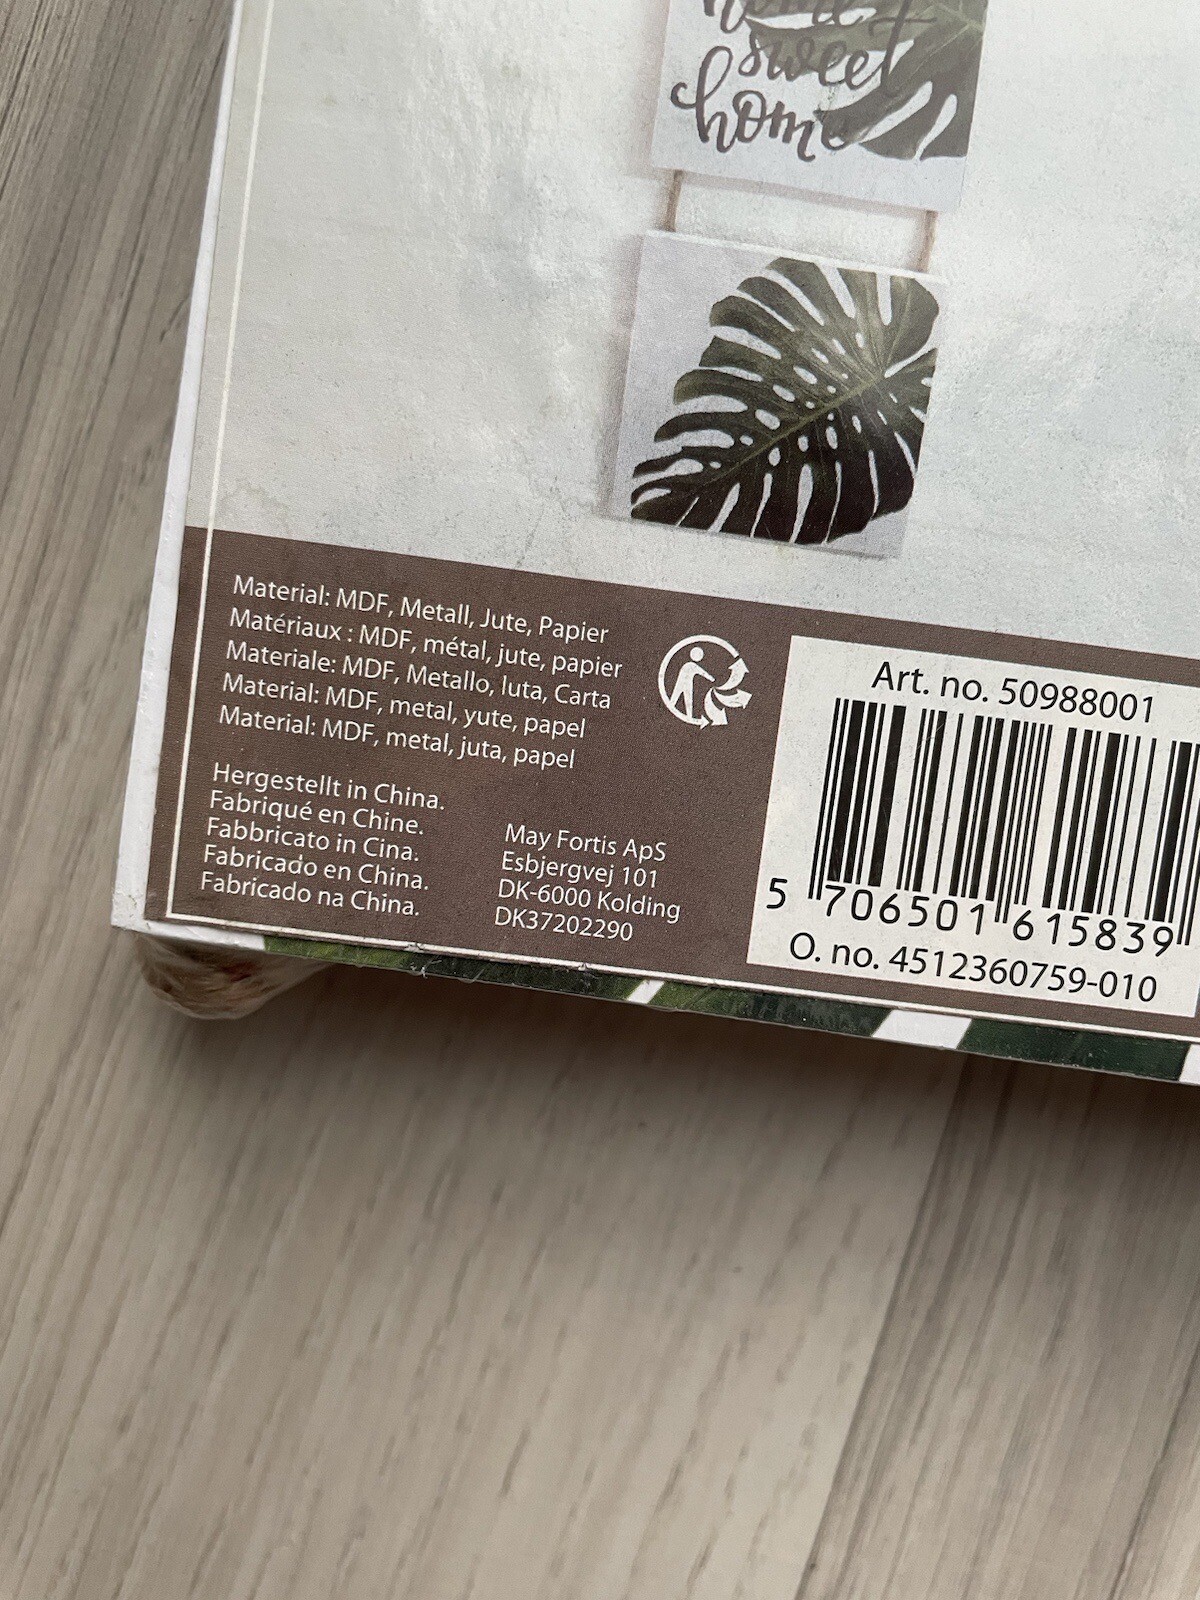 home
sweet
home
Material: MDF, Metall, Jute, Papier
Matériaux : MDF, métal, jute, papier
Materiale: MDF, Metallo, Iuta, Carta
Material: MDF, metal, yute, papel
Material: MDF, metal, juta, papel
Hergestellt in China.
Fabriqué en Chine.
Fabbricato in Cina.
Fabricado en China.
Fabricado na China.
May Fortis ApS
Esbjergvej 101
DK-6000 Kolding
DK37202290
Art. no. 50988001
5 706501 615839
O. no. 4512360759-010